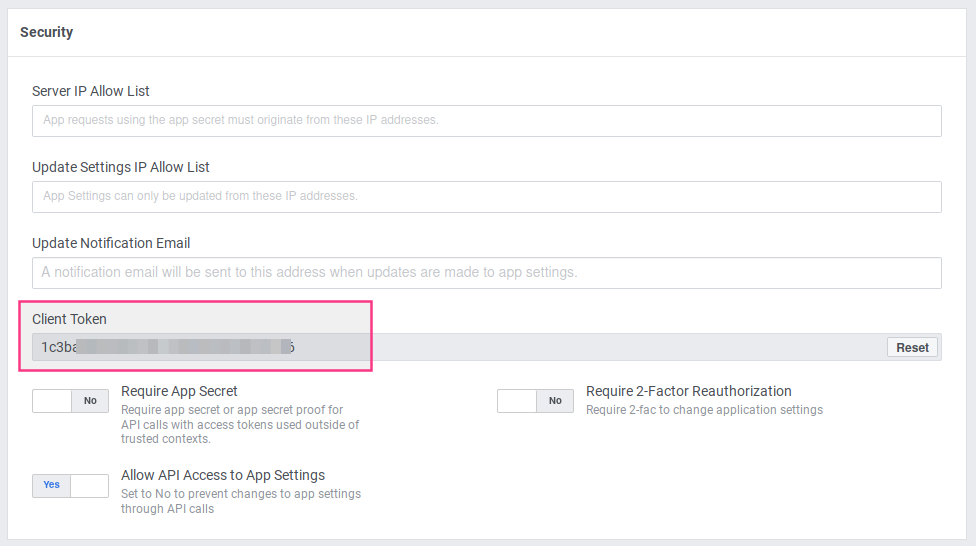 Security
Server IP Allow List
App requests using the app secret must originate from these IP addresses.
Update Settings IP Allow List
App Settings can only be updated from these IP addresses.
Update Notification Email
A notification email will be sent to this address when updates are made to app settings.
Client Token
Reset
No
Require App Secret
Require app secret or app secret proof for
API calls with access tokens used outside of
trusted contexts.
No
Require 2-Factor Reauthorization
Require 2-fac to change application settings
Yes
Allow API Access to App Settings
Set to No to prevent changes to app settings
through API calls